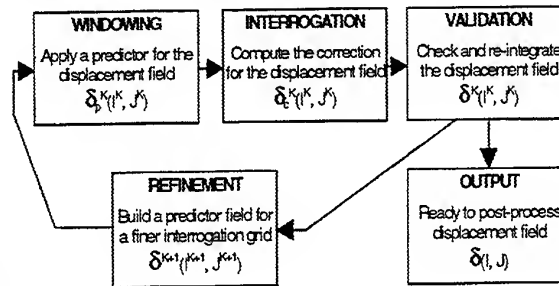 WINDOWING
Apply a predictor for the
displacement field
δₚᴷ(Iᴷ, Jᴷ)
INTERROGATION
Compute the correction
for the displacement field
δ꜀ᴷ(Iᴷ, Jᴷ)
VALIDATION
Check and re-integrate
the displacement field
δᴷ(Iᴷ, Jᴷ)
REFINEMENT
Build a predictor field for
a finer interrogation grid
δᴷ⁺¹(Iᴷ⁺¹, Jᴷ⁺¹)
OUTPUT
Ready to post-process
displacement field
δ(I, J)